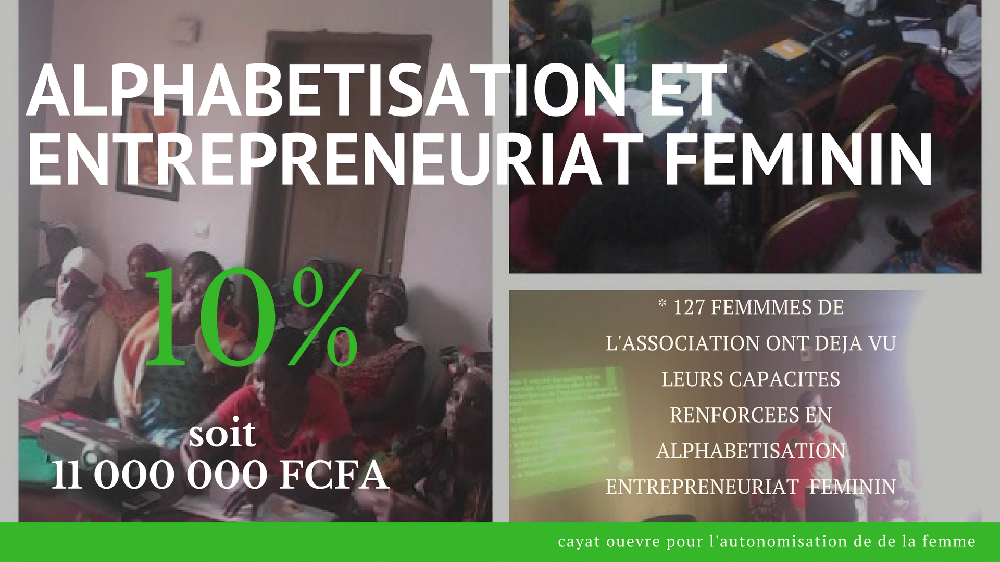 ALPHABETISATION ET
ENTREPRENEURIAT FEMININ
10%
soit
11 000 000 FCFA
* 127 FEMMMES DE
L'ASSOCIATION ONT DEJA VU
LEURS CAPACITES
RENFORCEES EN
ALPHABETISATION
ENTREPRENEURIAT FEMININ
cayat ouevre pour l'autonomisation de de la femme